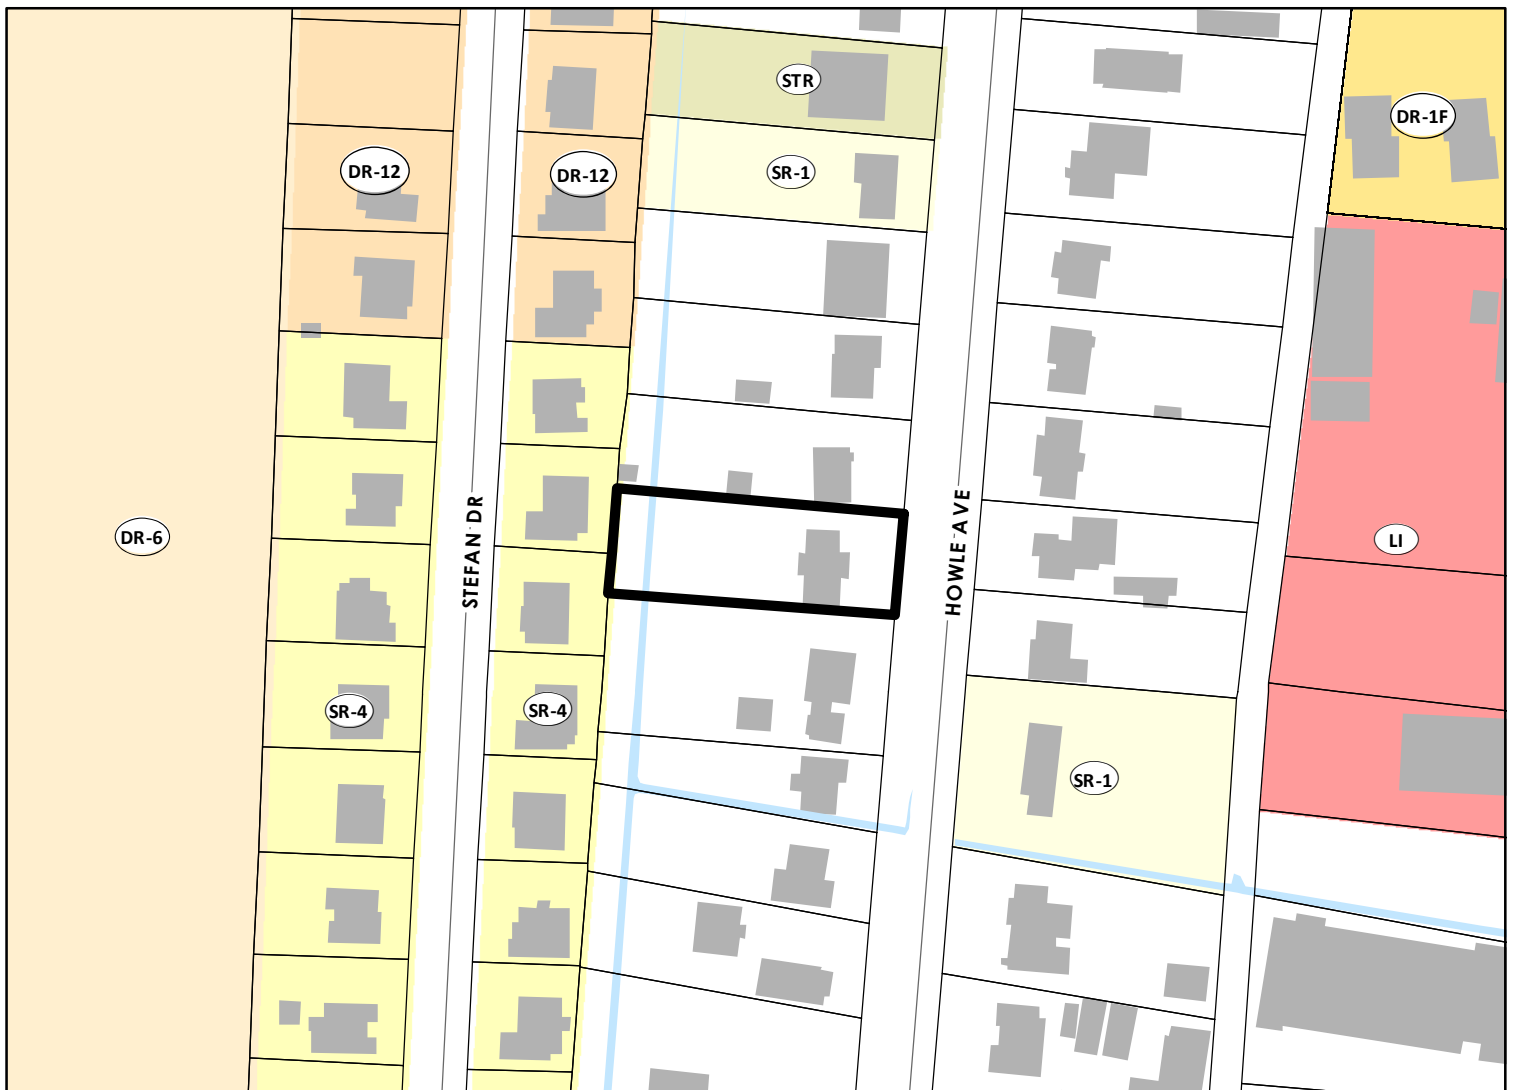 STR
DR-1F
DR-12
DR-12
SR-1
DR-6
STEFAN DR
HOWLE AVE
LI
SR-4
SR-4
SR-1